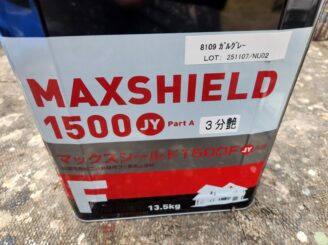 8109 ガルグレー
LOT: 251107/NU02
MAXSHIELD
1500 JY Part A
3分艶
マックスシールド1500F JY
13.5kg